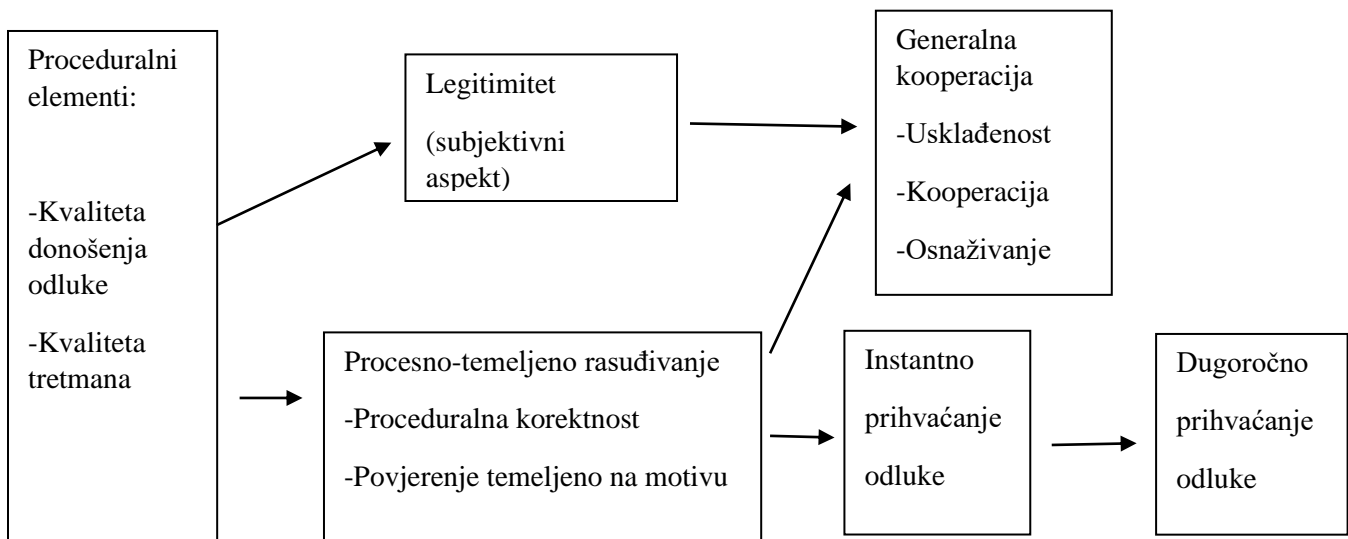 Proceduralni
elementi:
-Kvaliteta
donošenja
odluke
-Kvaliteta
tretmana
Legitimitet
(subjektivni
aspekt)
Generalna
kooperacija
-Usklađenost
-Kooperacija
-Osnaživanje
Procesno-temeljeno rasuđivanje
-Proceduralna korektnost
-Povjerenje temeljeno na motivu
Instantno
prihvaćanje
odluke
Dugoročno
prihvaćanje
odluke